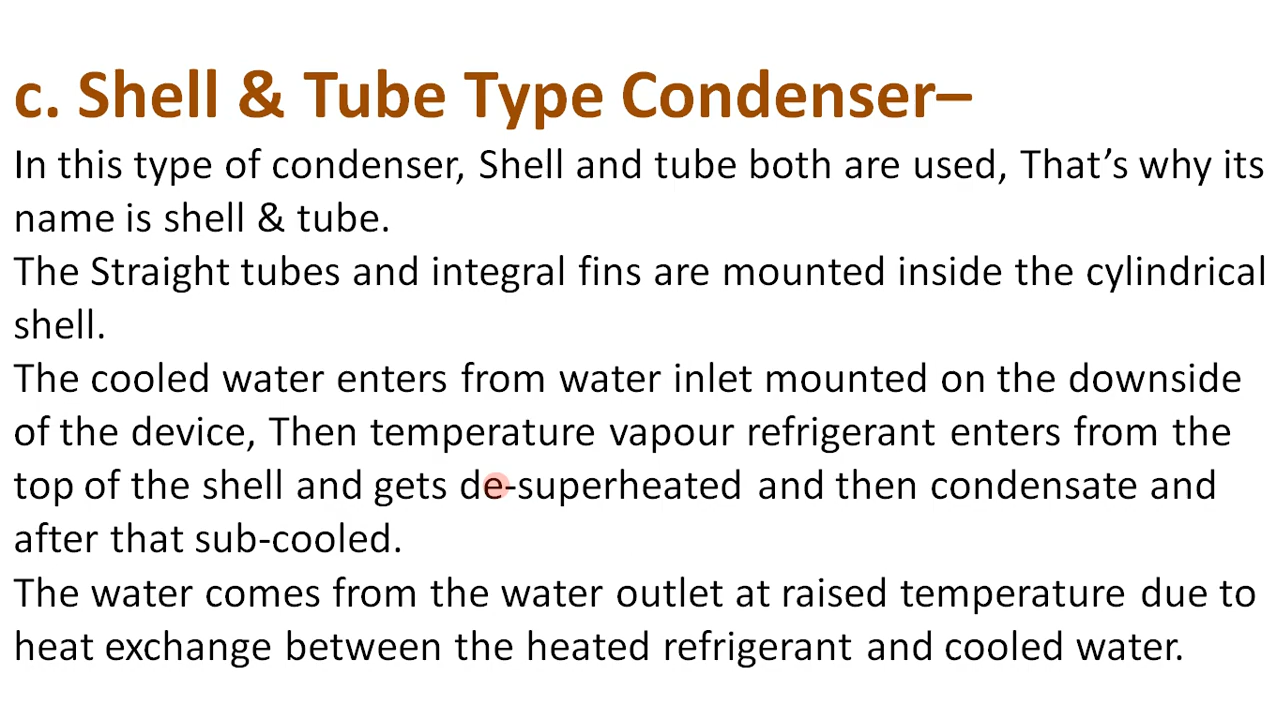 c. Shell & Tube Type Condenser–
In this type of condenser, Shell and tube both are used, That’s why its
name is shell & tube.
The Straight tubes and integral fins are mounted inside the cylindrical
shell.
The cooled water enters from water inlet mounted on the downside
of the device, Then temperature vapour refrigerant enters from the
top of the shell and gets de-superheated and then condensate and
after that sub-cooled.
The water comes from the water outlet at raised temperature due to
heat exchange between the heated refrigerant and cooled water.